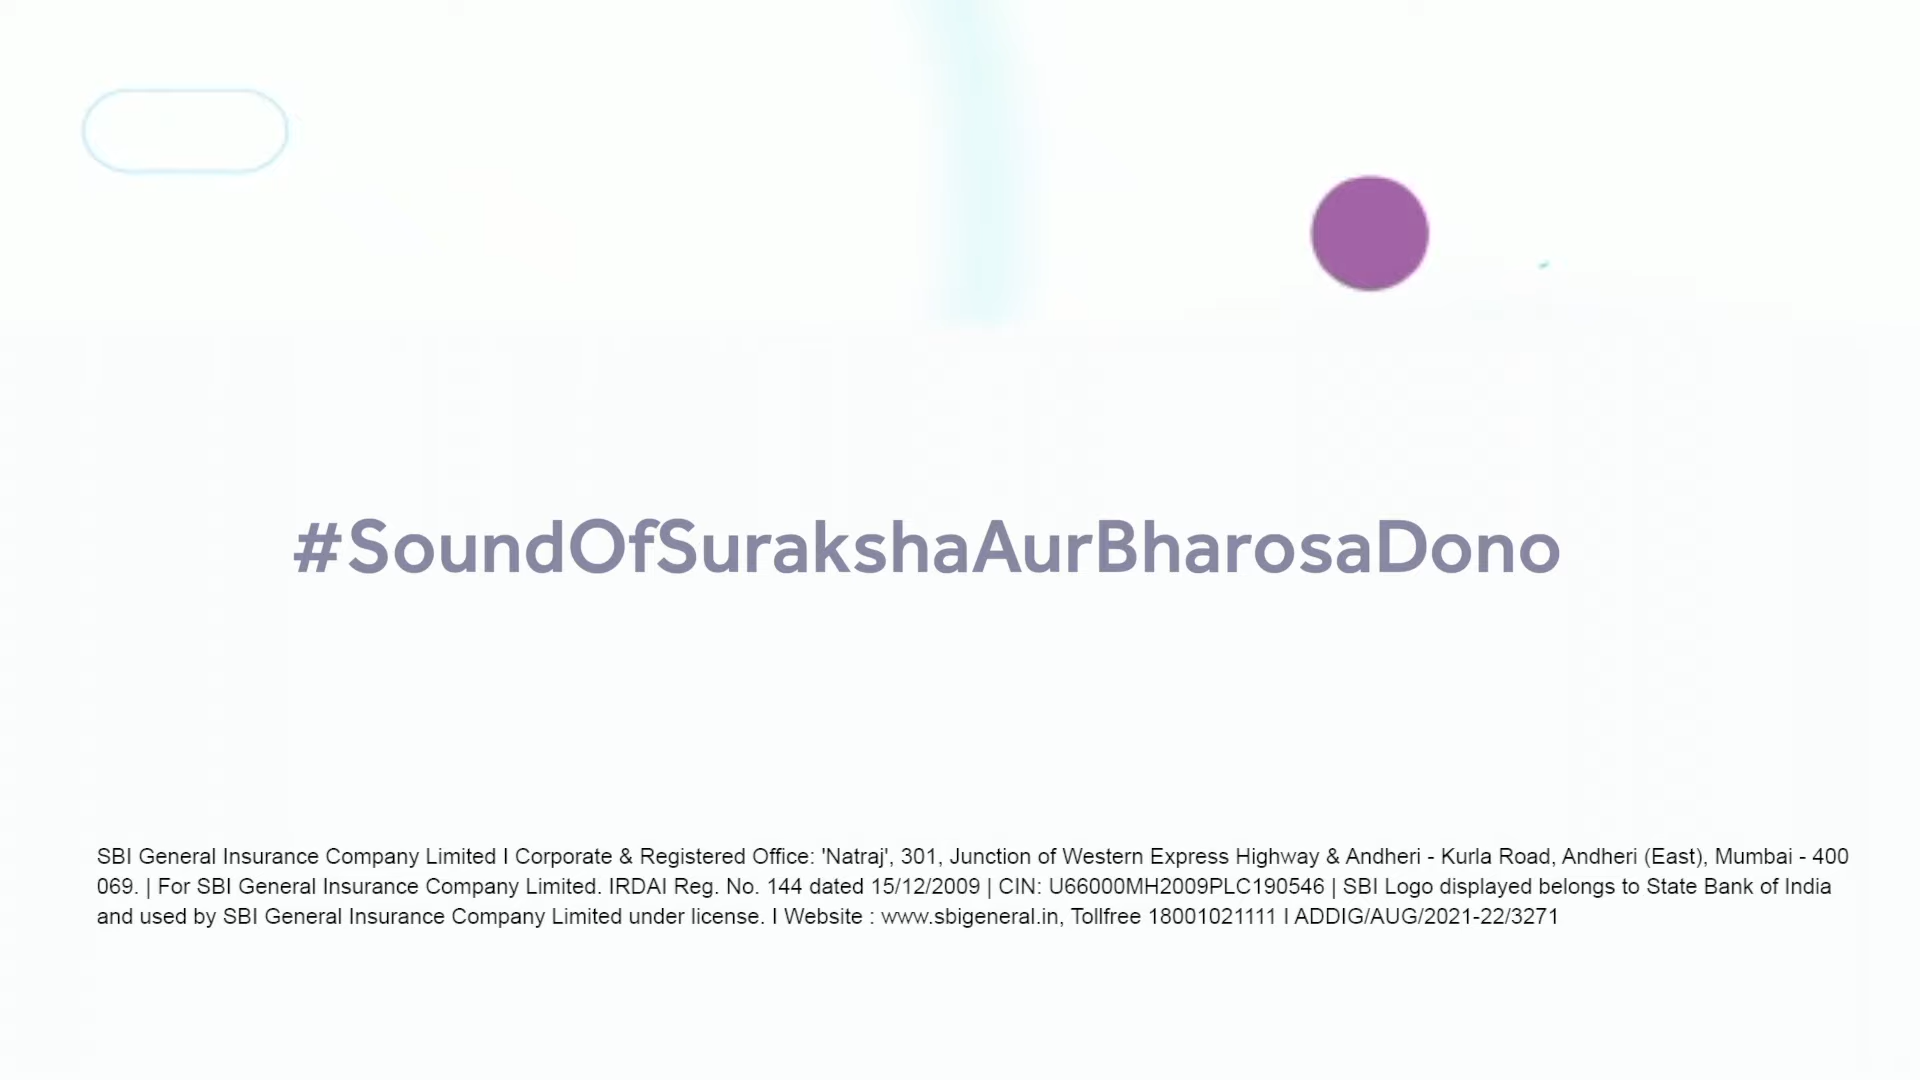 #SoundOfSurakshaAurBharosaDono
SBI General Insurance Company Limited I Corporate & Registered Office: 'Natraj', 301, Junction of Western Express Highway & Andheri - Kurla Road, Andheri (East), Mumbai - 400
069. | For SBI General Insurance Company Limited. IRDAI Reg. No. 144 dated 15/12/2009 | CIN: U66000MH2009PLC190546 | SBI Logo displayed belongs to State Bank of India
and used by SBI General Insurance Company Limited under license. I Website : www.sbigeneral.in, Tollfree 18001021111 I ADDIG/AUG/2021-22/3271